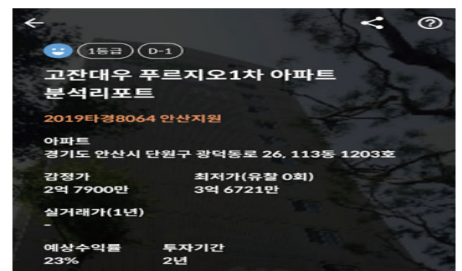 1등급 D-1
고잔대우 푸르지오1차 아파트
분석리포트
2019타경8064 안산지원
아파트
경기도 안산시 단원구 광덕동로 26, 113동 1203호
감정가 최저가(유찰 0회)
2억 7900만 3억 6721만
실거래가(1년)
-
예상수익률 투자기간
23% 2년